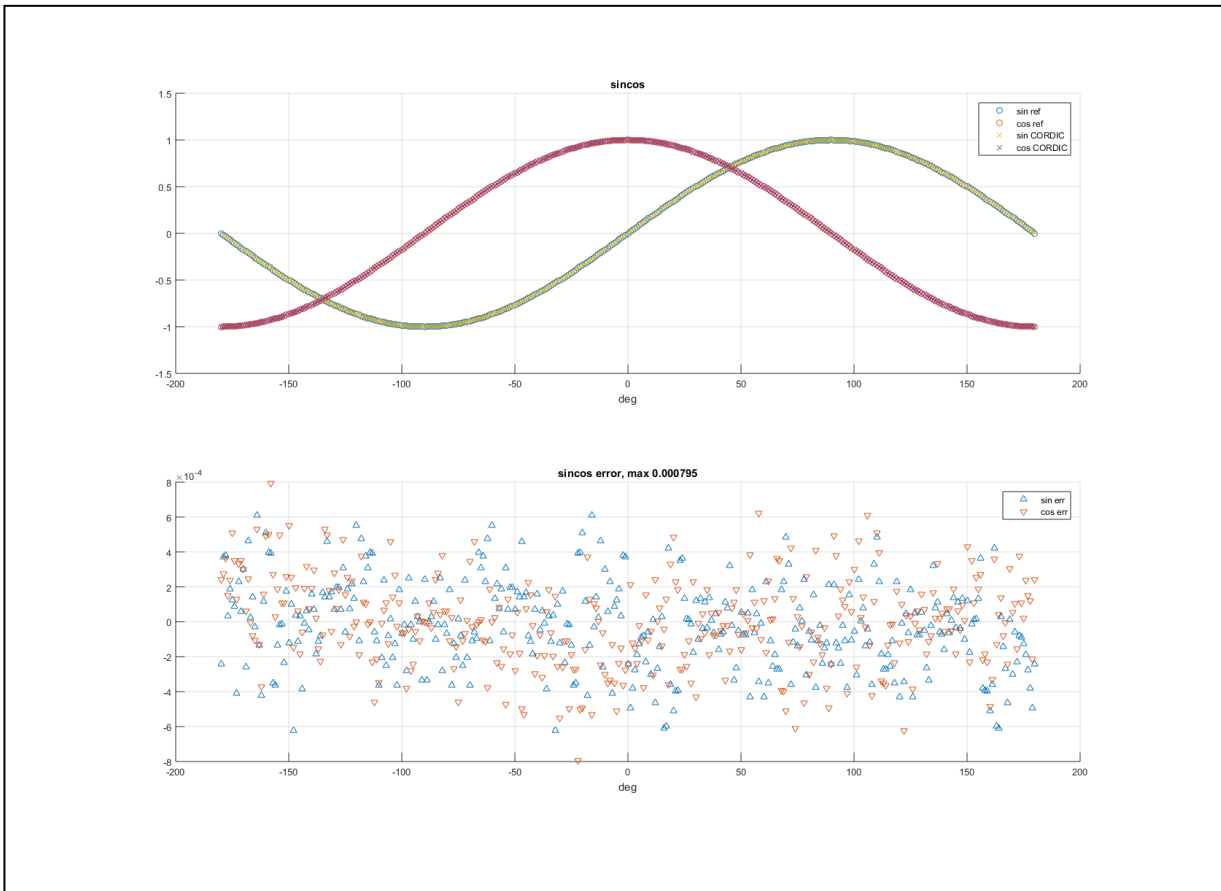 sincos
1.5
1
0.5
0
-0.5
-1
-1.5
-200 -150 -100 -50 0 50 100 150 200
deg
sin ref
cos ref
sin CORDIC
cos CORDIC
sincos error, max 0.000795
×10-4
8
6
4
2
0
-2
-4
-6
-8
-200 -150 -100 -50 0 50 100 150 200
deg
sin err
cos err